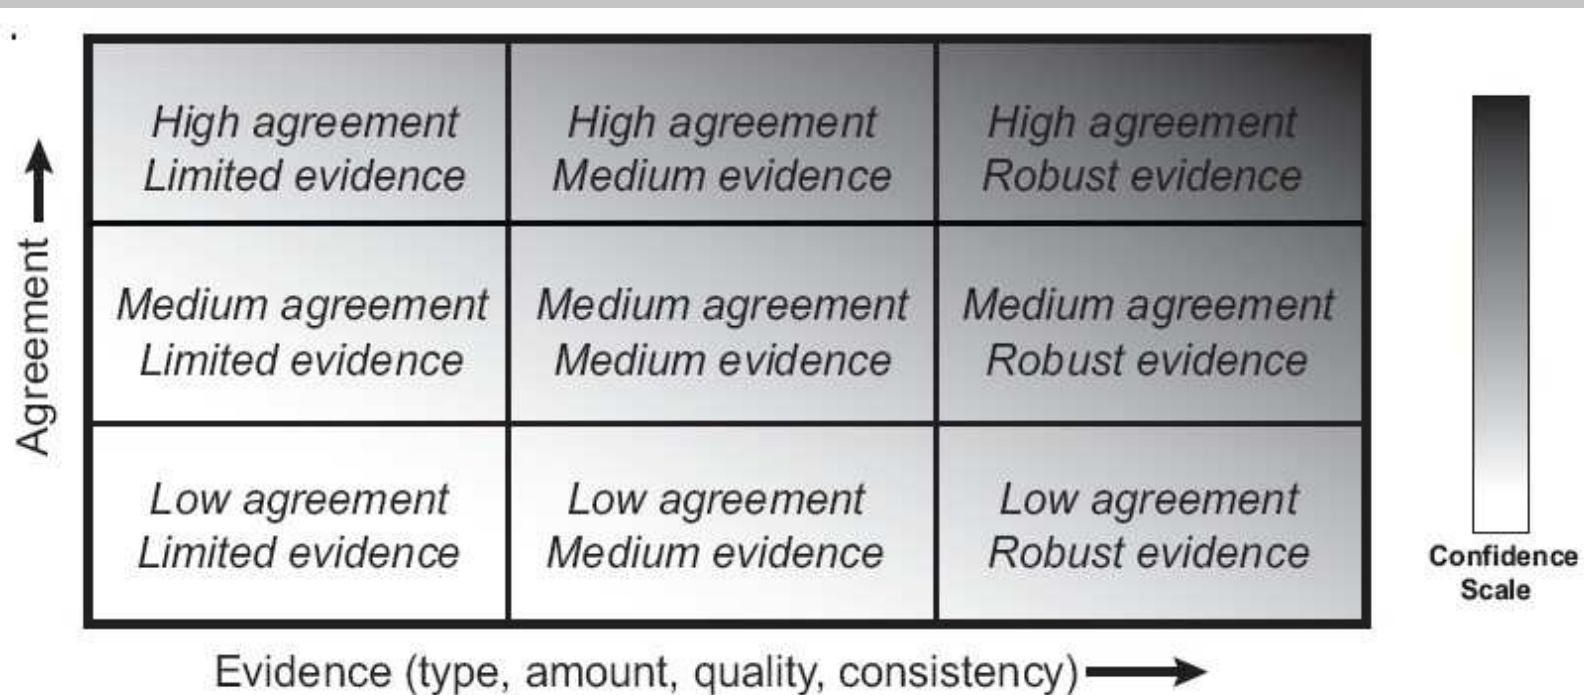 High agreement
Limited evidence
High agreement
Medium evidence
High agreement
Robust evidence
Medium agreement
Limited evidence
Medium agreement
Medium evidence
Medium agreement
Robust evidence
Low agreement
Limited evidence
Low agreement
Medium evidence
Low agreement
Robust evidence
Agreement
Evidence (type, amount, quality, consistency)
Confidence
Scale